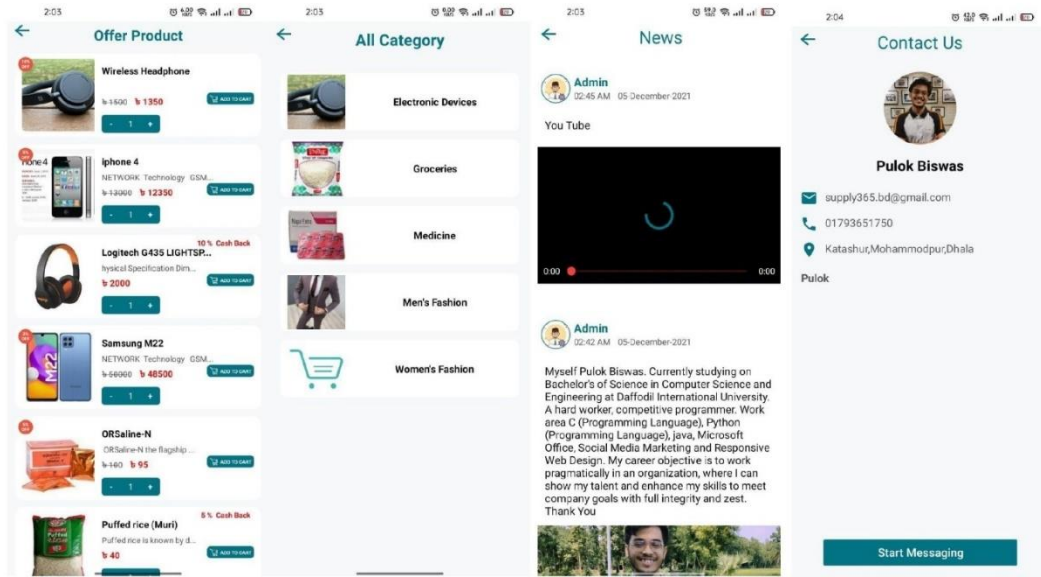 2:03
Offer Product
Wireless Headphone
৳ 1500 ৳ 1350
ADD TO CART
- 1 +
iphone 4
NETWORK Technology GSM...
৳ 13000 ৳ 12350
ADD TO CART
- 1 +
10 % Cash Back
Logitech G435 LIGHTSP...
hysical Specification Dim...
৳ 2000
ADD TO CART
- 1 +
Samsung M22
NETWORK Technology GSM...
৳ 50000 ৳ 48500
ADD TO CART
- 1 +
M22
ORSaline-N
ORSaline-N the flagship ...
৳ 100 ৳ 95
ADD TO CART
- 1 +
5 % Cash Back
Puffed rice (Muri)
Puffed rice is known by d...
৳ 40
ADD TO CART
2:03
All Category
Electronic Devices
Groceries
Medicine
Men's Fashion
Women's Fashion
2:03
News
Admin
02:45 AM 05-December-2021
You Tube
0:00 0:00
Admin
02:42 AM 05-December-2021
Myself Pulok Biswas. Currently studying on
Bachelor's of Science in Computer Science and
Engineering at Daffodil International University.
A hard worker, competitive programmer. Work
area C (Programming Language), Python
(Programming Language), java, Microsoft
Office, Social Media Marketing and Responsive
Web Design. My career objective is to work
pragmatically in an organization, where I can
show my talent and enhance my skills to meet
company goals with full integrity and zest.
Thank You
2:04
Contact Us
Pulok Biswas
supply365.bd@gmail.com
01793651750
Katashur,Mohammodpur,Dhala
Pulok
Start Messaging